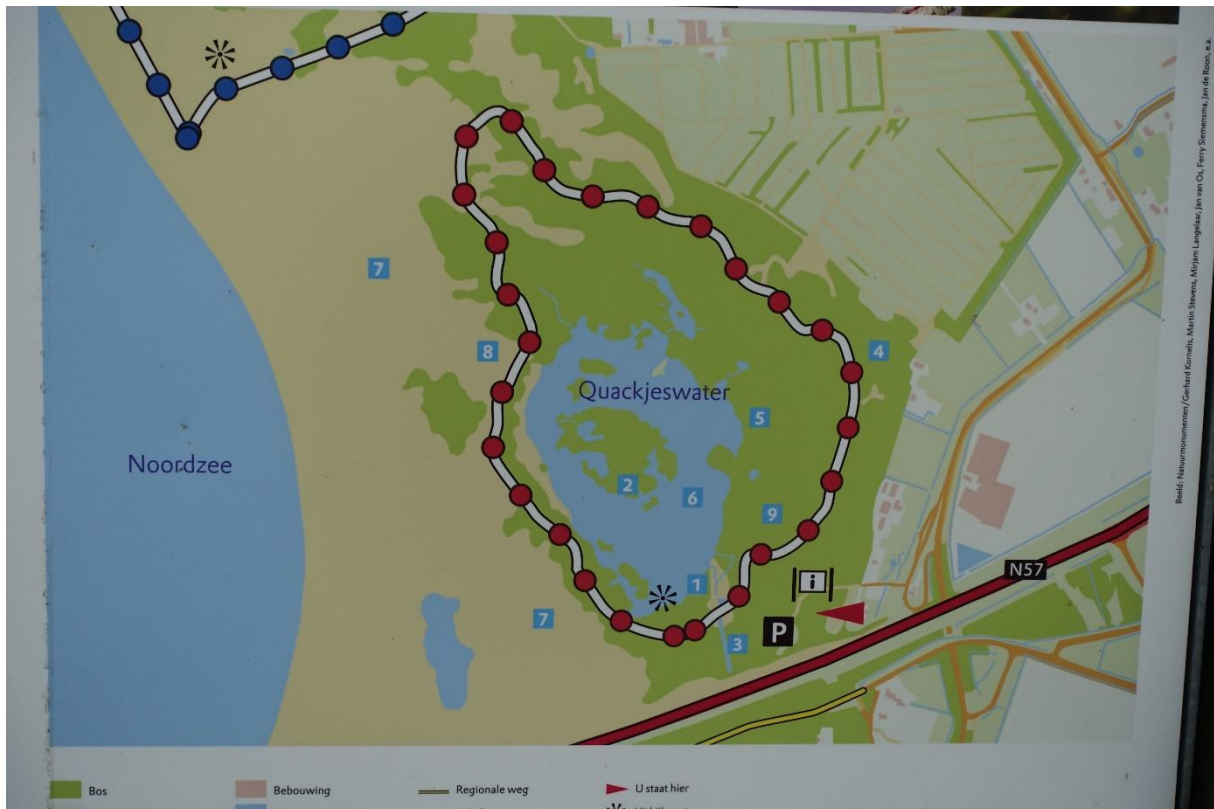 7
4
8
Quackjeswater
5
Noordzee
2
6
9
N57
1
i
7
P
3
Bos
Bebouwing
Regionale weg
U staat hier
Beeld: Natuurmonumenten/Gerhard Kornelis, Martin Stevens, Mirjam Langelaar, Jan van Os, Ferry Siemensma, Jan de Roon, e.a.